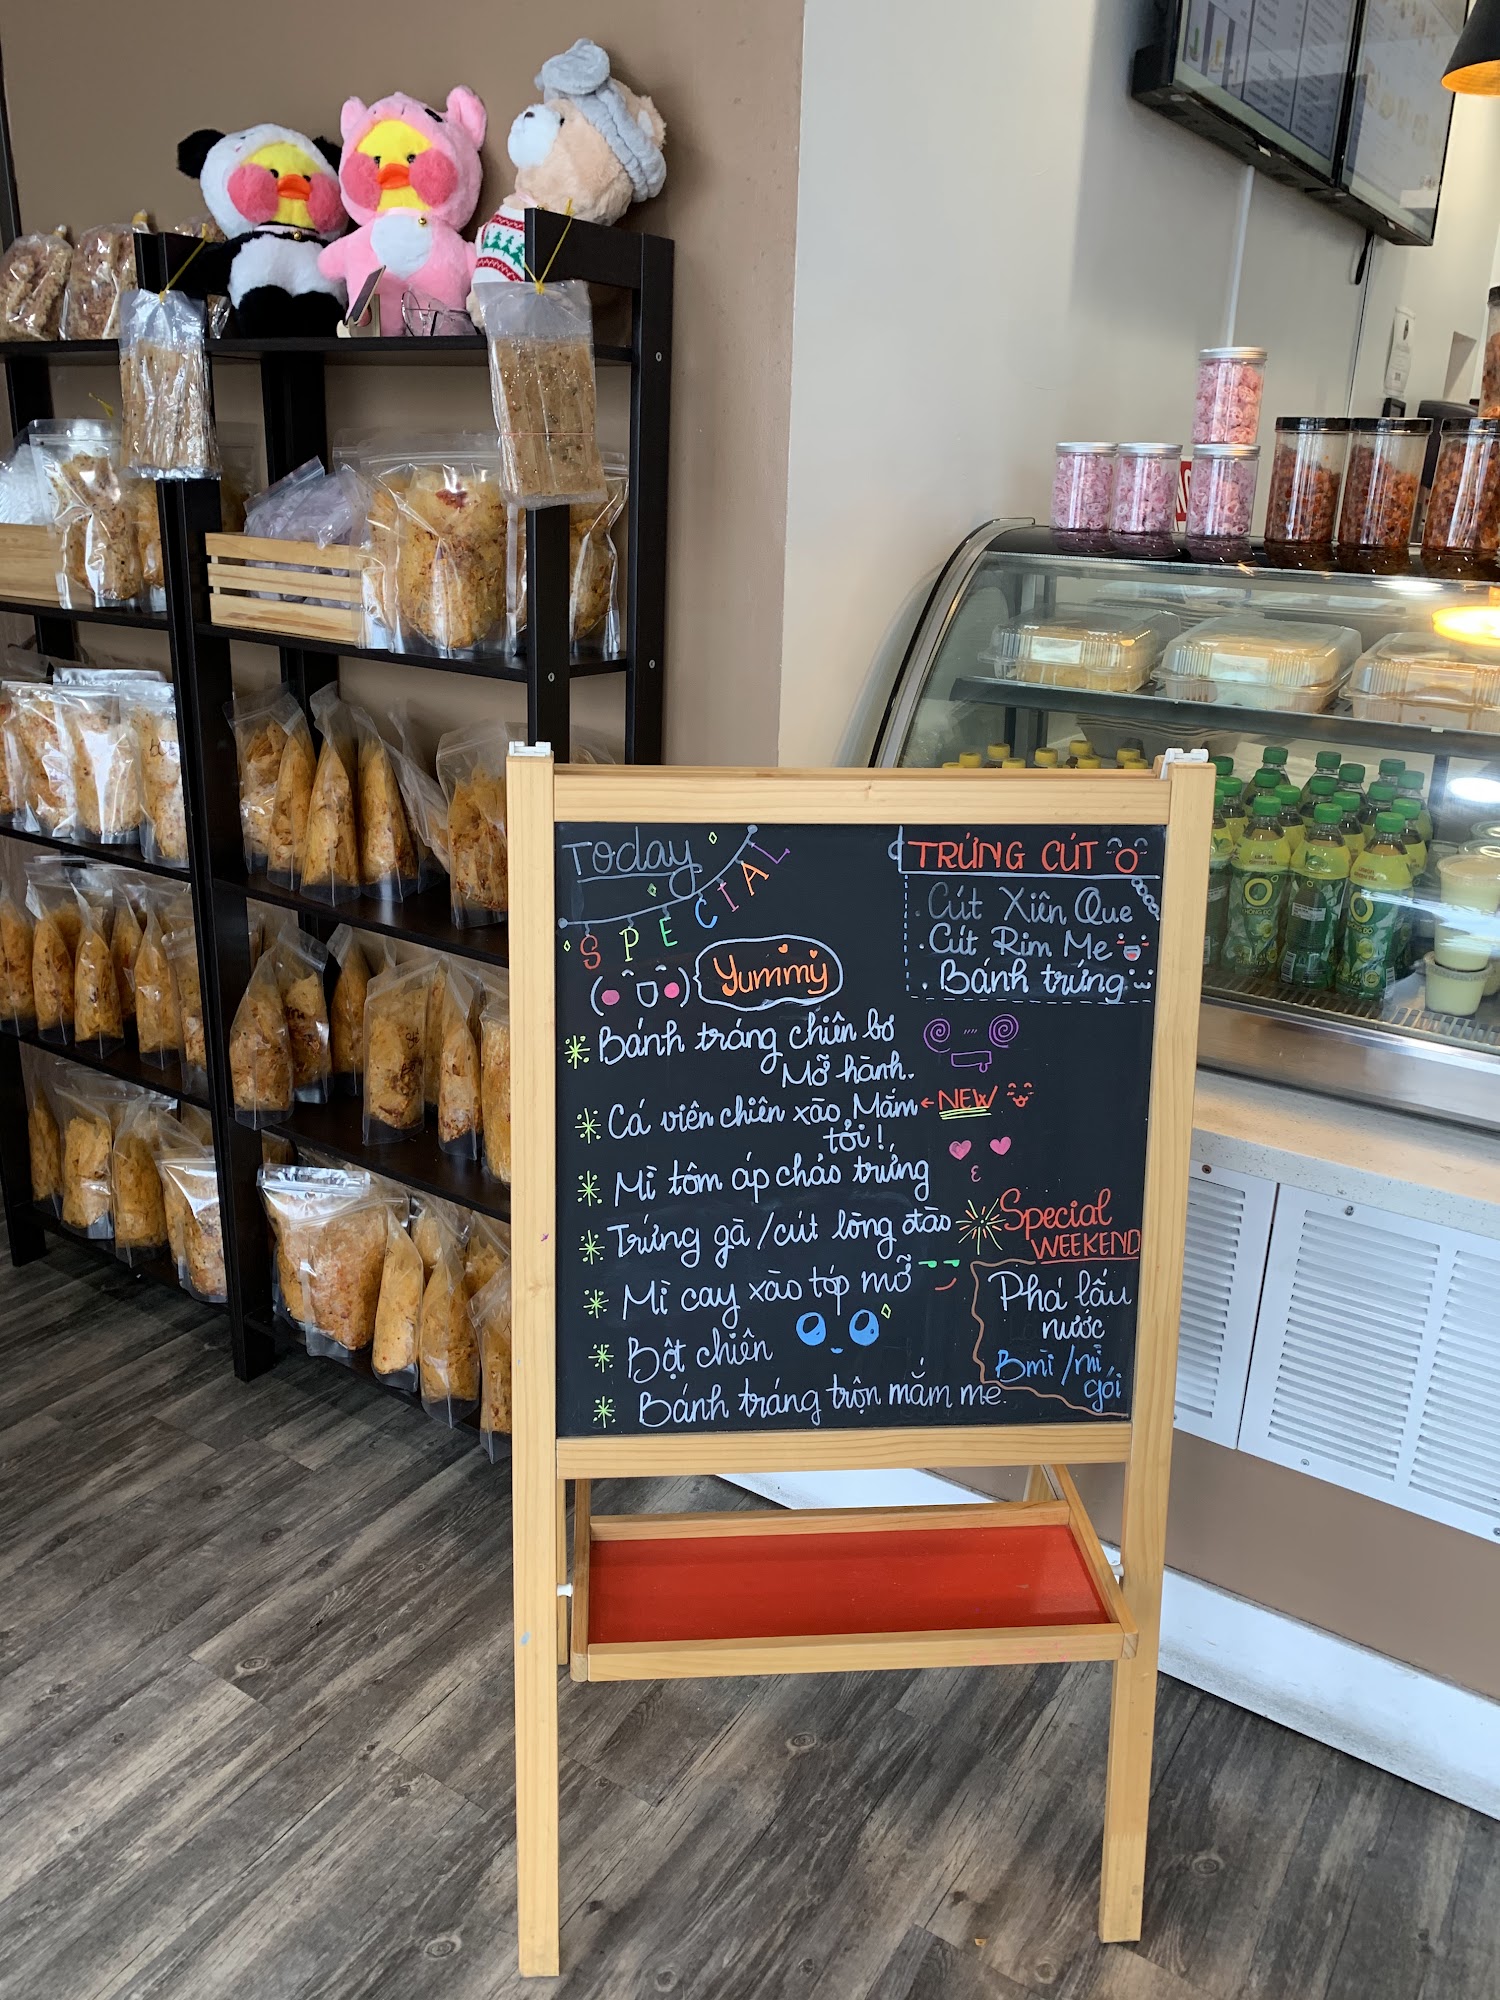 Today
SPECIAL
Yummy
Bánh tráng chiên bơ
Mỡ hành.
Cá viên chiên xào Mắm
tỏi!
← NEW
Mì tôm áp chảo trứng
Trứng gà / cút lòng đào
Mì cay xào tóp mỡ
Bột chiên
Bánh tráng trộn mắm me.
TRỨNG CÚT
. Cút Xiên Que
. Cút Rim Me
. Bánh trứng
Special
WEEKEND
Phá lấu
nước
Bmì / mì
gói